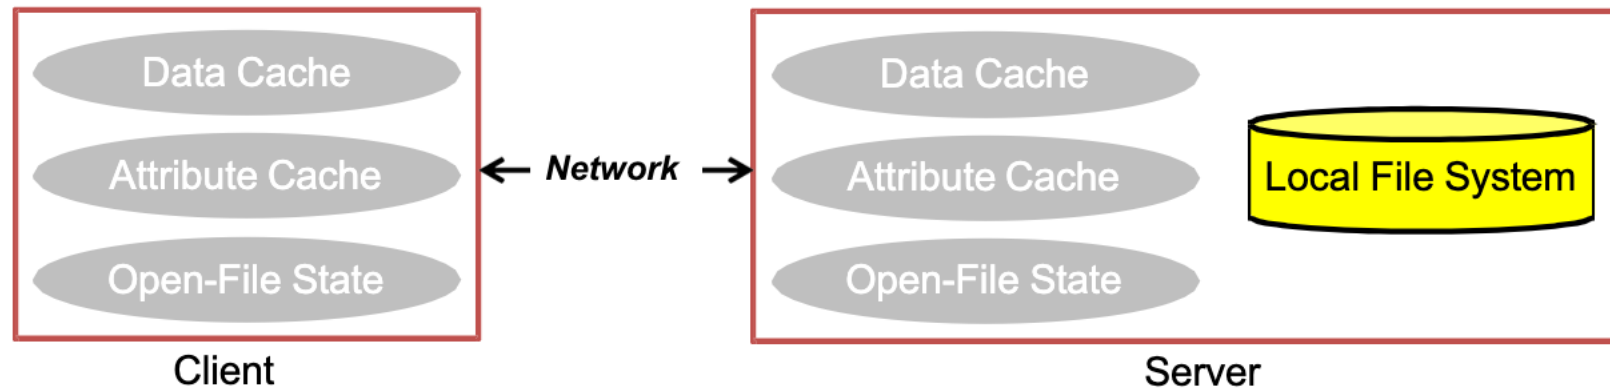 Data Cache
Attribute Cache
Open-File State
Client
Network
Data Cache
Attribute Cache
Open-File State
Local File System
Server